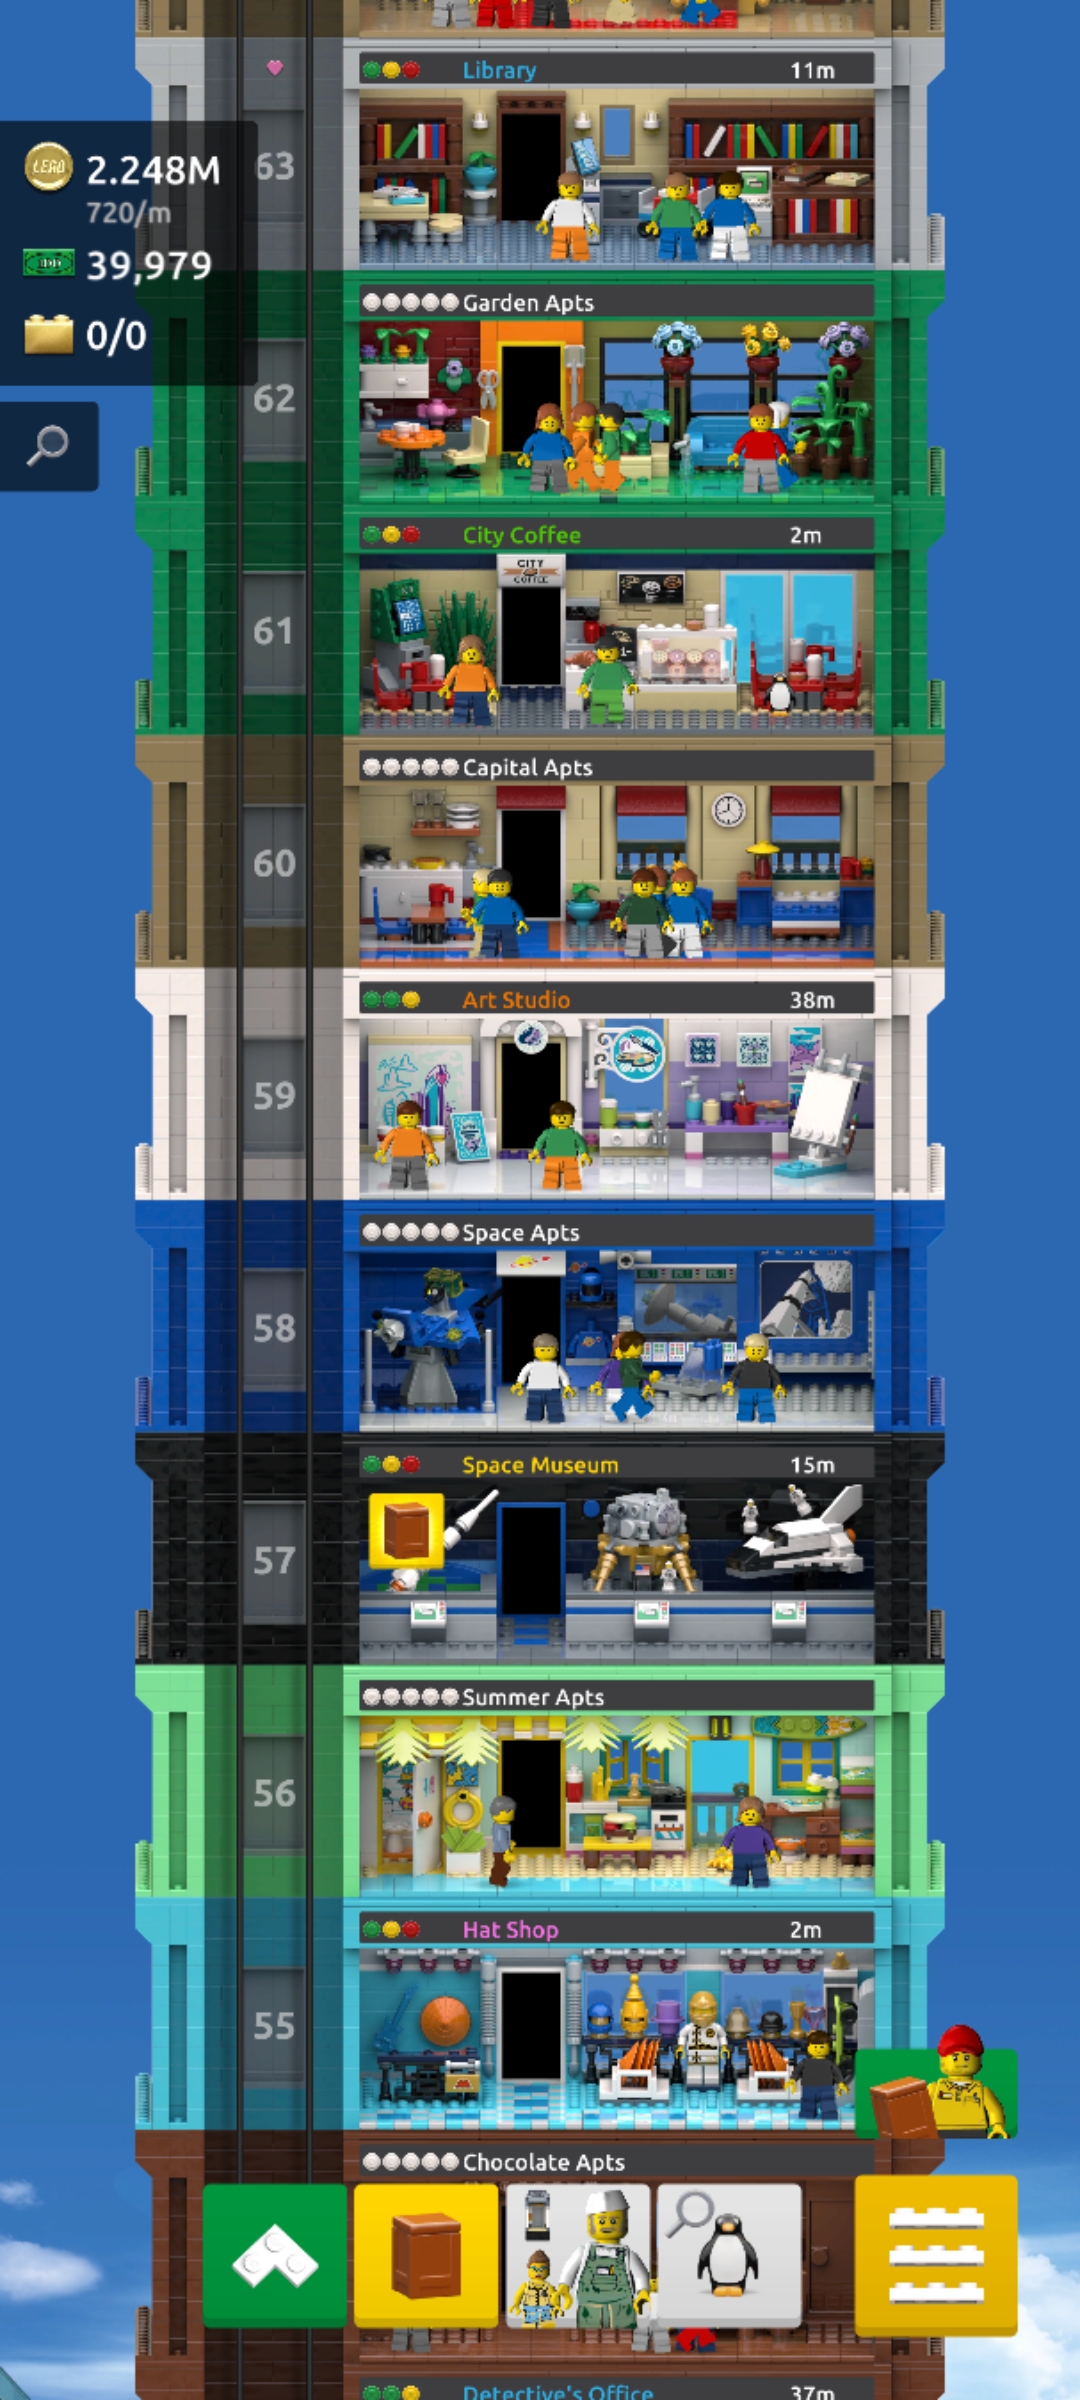 Library 11m
63
LEGO 2.248M
720/m
39,979
0/0
Garden Apts
62
City Coffee 2m
CITY
COFFEE
61
Capital Apts
60
Art Studio 38m
59
Space Apts
58
Space Museum 15m
57
Summer Apts
56
Hat Shop 2m
55
Chocolate Apts
Detective's Office 37m